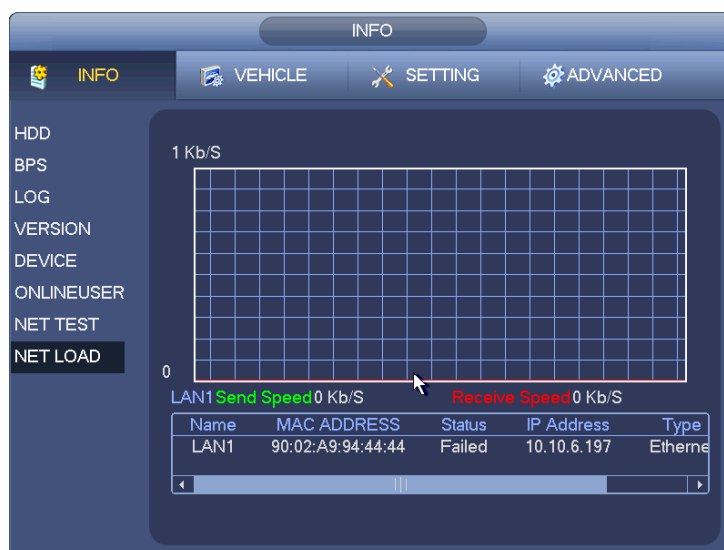 INFO
INFO VEHICLE SETTING ADVANCED
HDD
BPS
LOG
VERSION
DEVICE
ONLINEUSER
NET TEST
NET LOAD
1 Kb/S
0
LAN1 Send Speed 0 Kb/S Receive Speed 0 Kb/S
Name MAC ADDRESS Status IP Address Type
LAN1 90:02:A9:94:44:44 Failed 10.10.6.197 Etherne